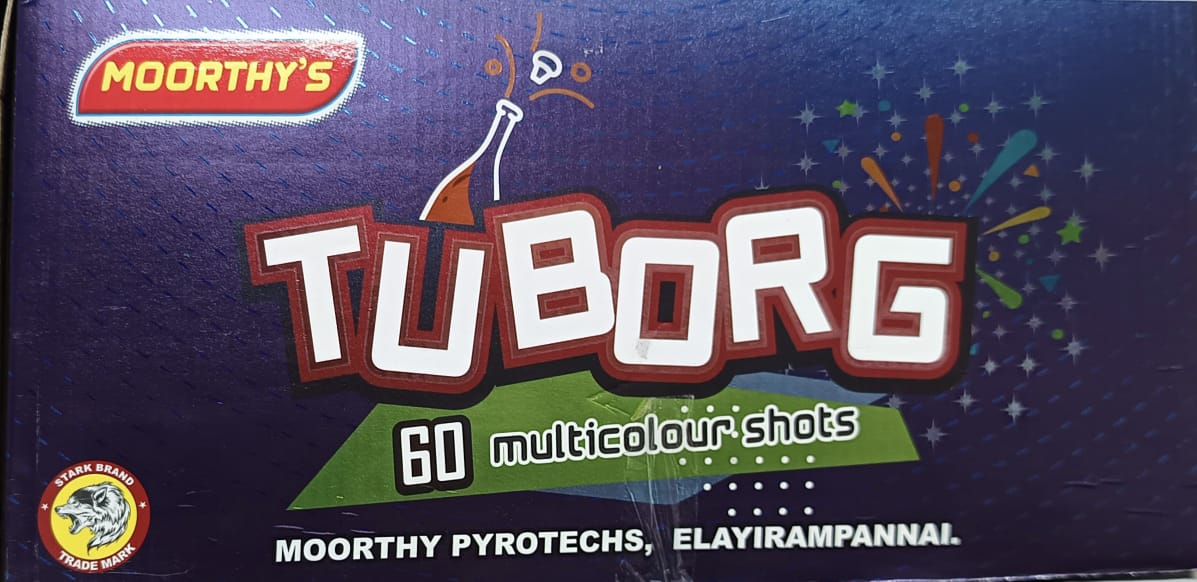 MOORTHY'S
TUBORG
60 multicolour shots
STARK BRAND
TRADE MARK
MOORTHY PYROTECHS, ELAYIRAMPANNAI.